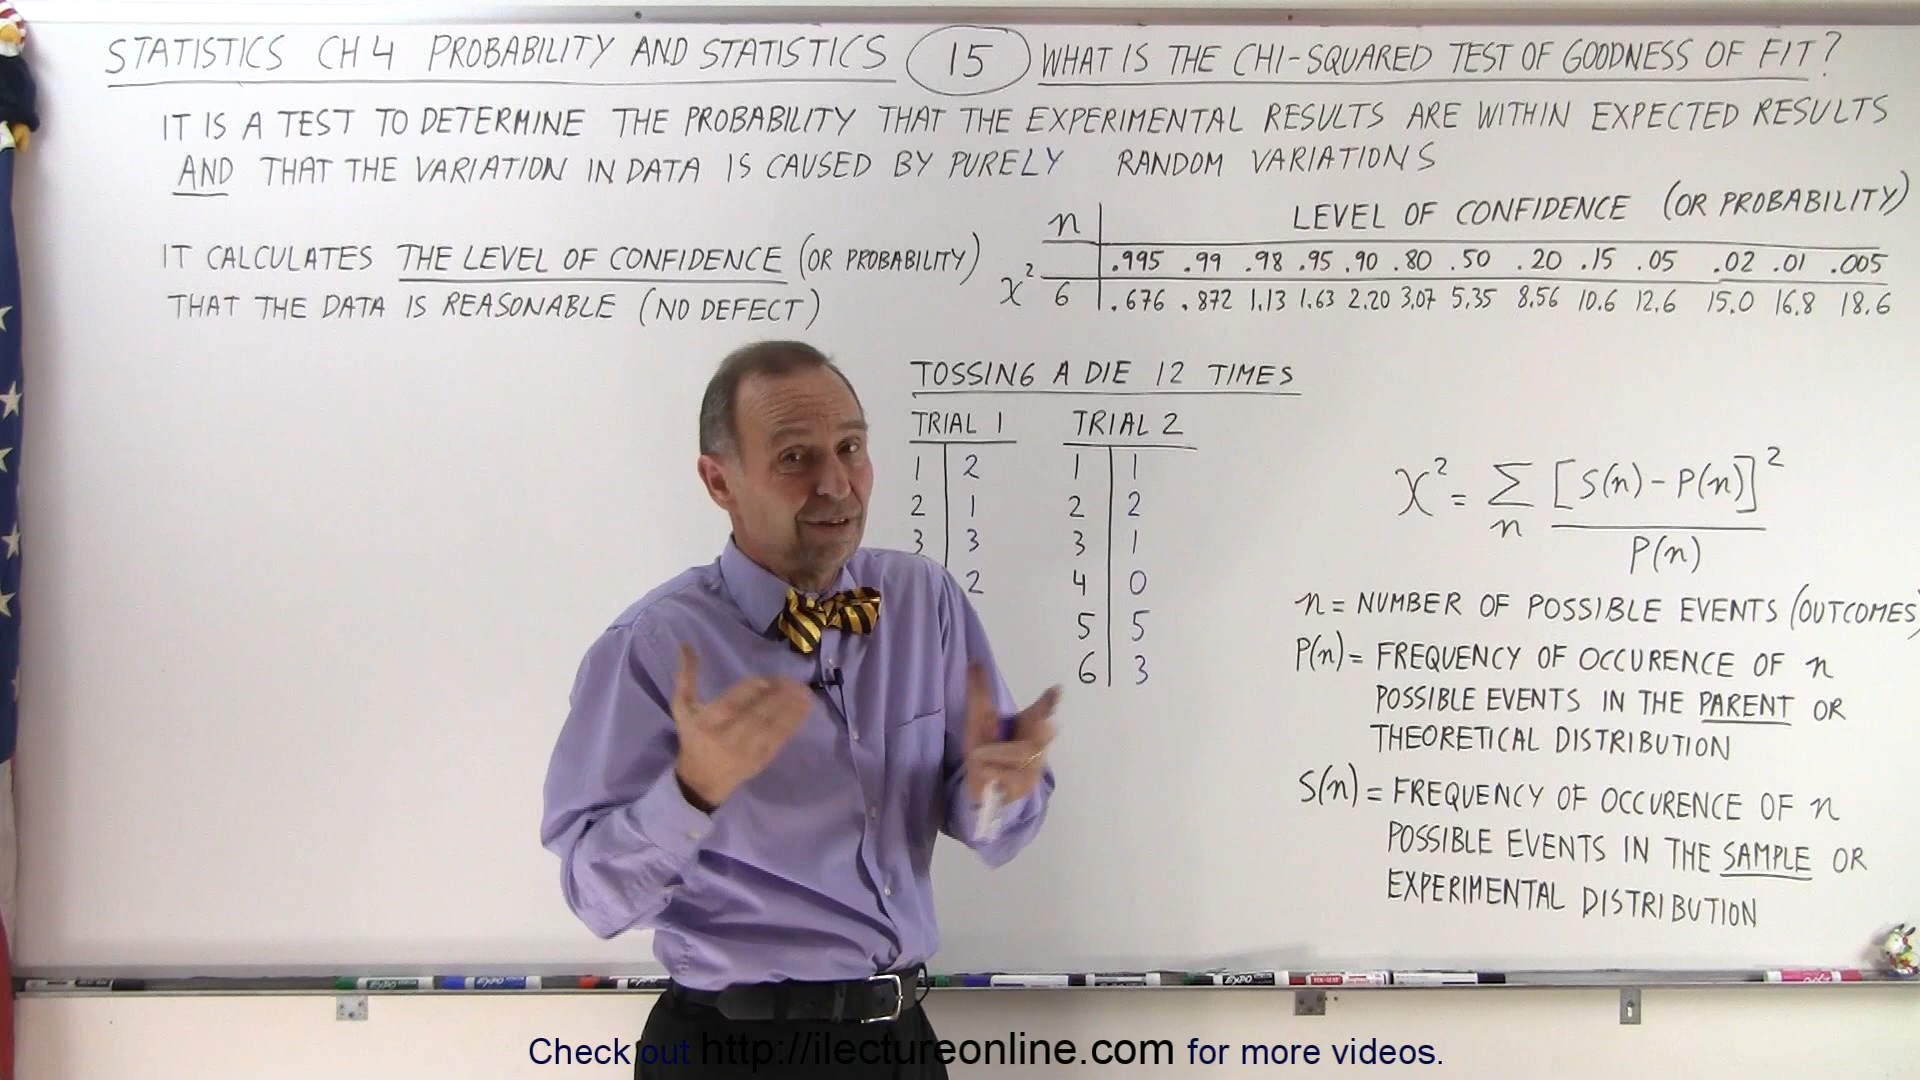 STATISTICS CH 4 PROBABILITY AND STATISTICS 15 WHAT IS THE CHI-SQUARED TEST OF GOODNESS OF FIT?
IT IS A TEST TO DETERMINE THE PROBABILITY THAT THE EXPERIMENTAL RESULTS ARE WITHIN EXPECTED RESULTS
AND THAT THE VARIATION IN DATA IS CAUSED BY PURELY RANDOM VARIATIONS
IT CALCULATES THE LEVEL OF CONFIDENCE (OR PROBABILITY)
THAT THE DATA IS REASONABLE (NO DEFECT)
n LEVEL OF CONFIDENCE (OR PROBABILITY)
.995 .99 .98 .95 .90 .80 .50 .20 .15 .05 .02 .01 .005
χ² 6 .676 .872 1.13 1.63 2.20 3.07 5.35 8.56 10.6 12.6 15.0 16.8 18.6
TOSSING A DIE 12 TIMES
TRIAL 1 TRIAL 2
1 2 1 1
2 1 2 2
3 3 3 1
2 4 0
5 5
6 3
χ² = Σ n [S(n) - P(n)]² / P(n)
n = NUMBER OF POSSIBLE EVENTS (OUTCOMES)
P(n) = FREQUENCY OF OCCURENCE OF n
POSSIBLE EVENTS IN THE PARENT OR
THEORETICAL DISTRIBUTION
S(n) = FREQUENCY OF OCCURENCE OF n
POSSIBLE EVENTS IN THE SAMPLE OR
EXPERIMENTAL DISTRIBUTION
Check out http://ilectureonline.com for more videos.